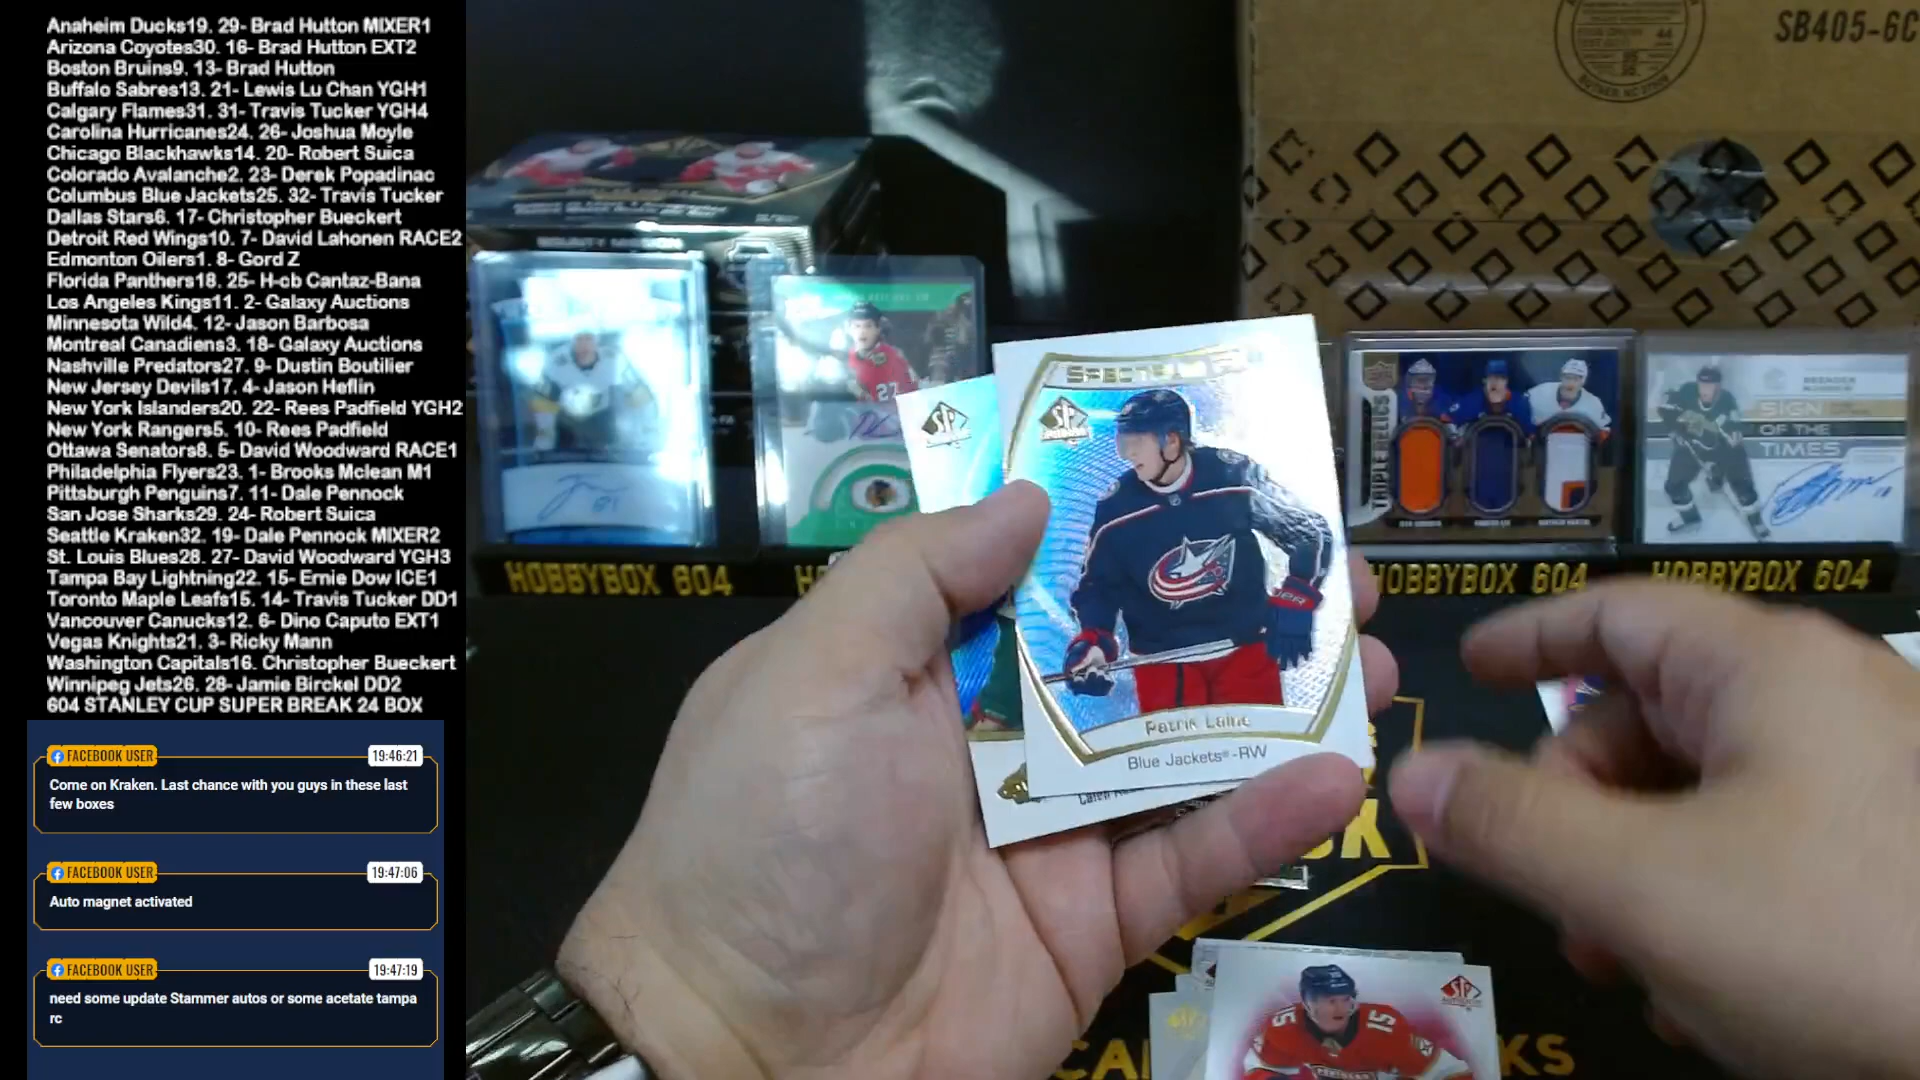 Anaheim Ducks19. 29- Brad Hutton MIXER1
Arizona Coyotes30. 16- Brad Hutton EXT2
Boston Bruins9. 13- Brad Hutton
Buffalo Sabres13. 21- Lewis Lu Chan YGH1
Calgary Flames31. 31- Travis Tucker YGH4
Carolina Hurricanes24. 26- Joshua Moyle
Chicago Blackhawks14. 20- Robert Suica
Colorado Avalanche2. 23- Derek Popadinac
Columbus Blue Jackets25. 32- Travis Tucker
Dallas Stars6. 17- Christopher Bueckert
Detroit Red Wings10. 7- David Lahonen RACE2
Edmonton Oilers1. 8- Gord Z
Florida Panthers18. 25- H-cb Cantaz-Bana
Los Angeles Kings11. 2- Galaxy Auctions
Minnesota Wild4. 12- Jason Barbosa
Montreal Canadiens3. 18- Galaxy Auctions
Nashville Predators27. 9- Dustin Boutilier
New Jersey Devils17. 4- Jason Heflin
New York Islanders20. 22- Rees Padfield YGH2
New York Rangers5. 10- Rees Padfield
Ottawa Senators8. 5- David Woodward RACE1
Philadelphia Flyers23. 1- Brooks Mclean M1
Pittsburgh Penguins7. 11- Dale Pennock
San Jose Sharks29. 24- Robert Suica
Seattle Kraken32. 19- Dale Pennock MIXER2
St. Louis Blues28. 27- David Woodward YGH3
Tampa Bay Lightning22. 15- Ernie Dow ICE1
Toronto Maple Leafs15. 14- Travis Tucker DD1
Vancouver Canucks12. 6- Dino Caputo EXT1
Vegas Knights21. 3- Ricky Mann
Washington Capitals16. Christopher Bueckert
Winnipeg Jets26. 28- Jamie Birckel DD2
604 STANLEY CUP SUPER BREAK 24 BOX
FACEBOOK USER 19:46:21
Come on Kraken. Last chance with you guys in these last
few boxes
FACEBOOK USER 19:47:06
Auto magnet activated
FACEBOOK USER 19:47:19
need some update Stammer autos or some acetate tampa
rc
SB405-6C
27
HOBBYBOX 604
HOBBYBOX 604
HOBBYBOX 604
SP
SP
Patrik Laine
Blue Jackets®-RW
TRIPLE RELICS
SIGN
OF THE
TIMES
SP
15
15